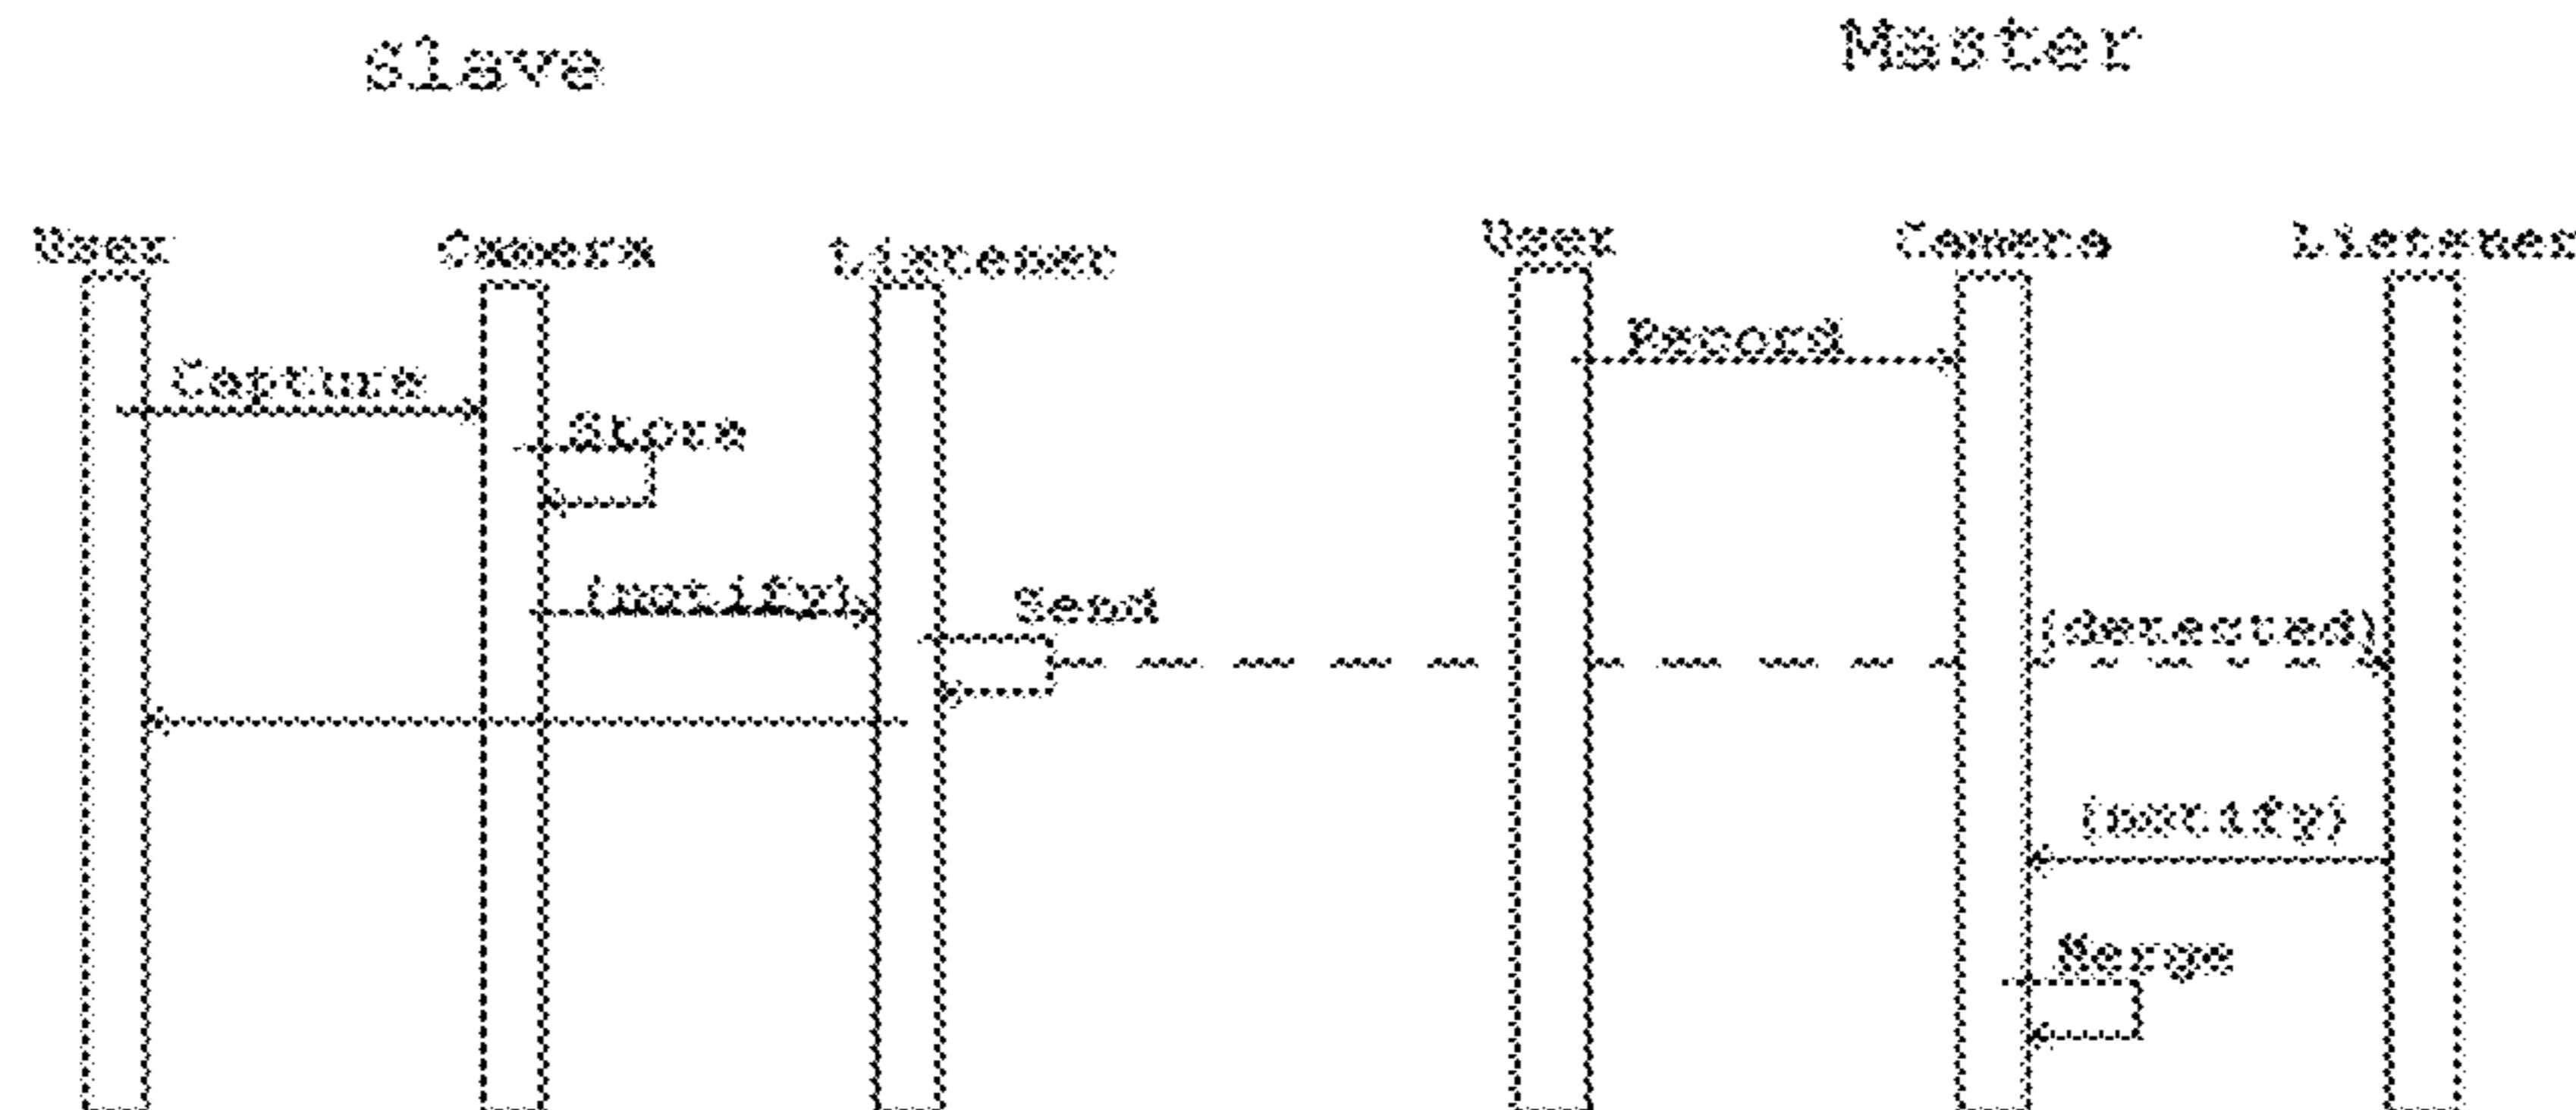 Slave
Master
User
Camera
Listener
User
Camera
Listener
Record
Capture
Store
(notify)
Send
(detected)
(notify)
Merge